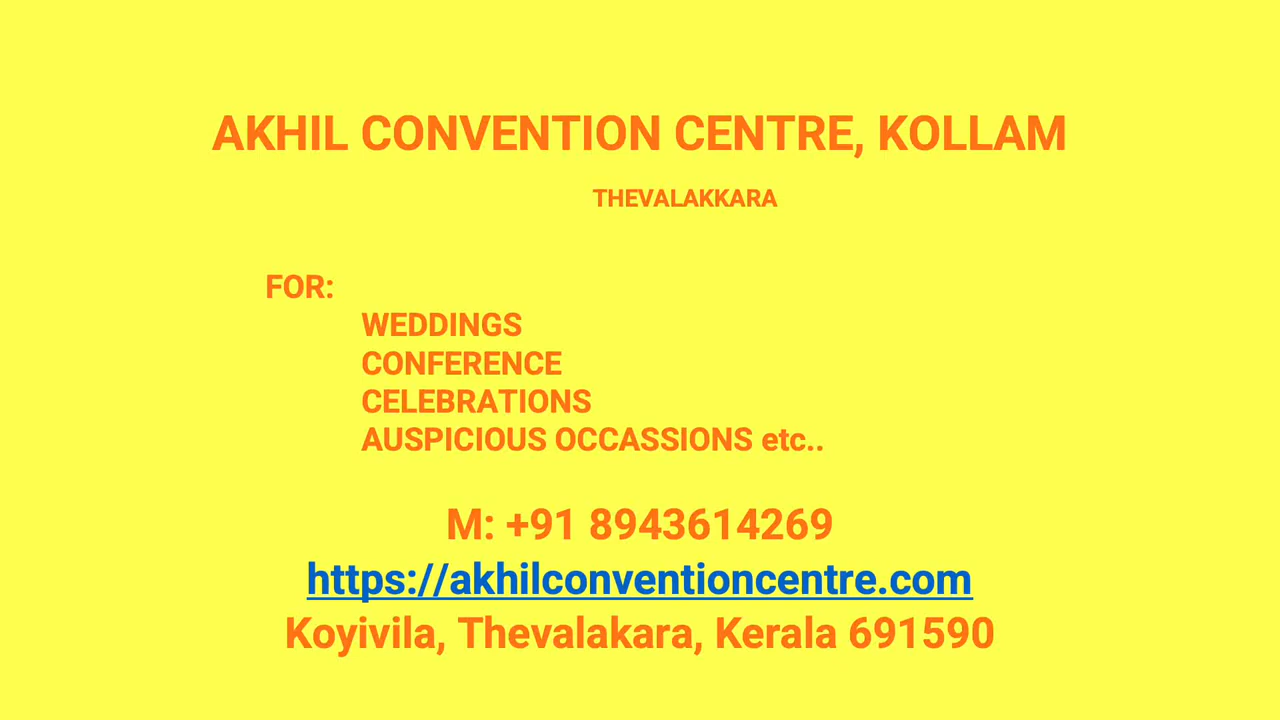 AKHIL CONVENTION CENTRE, KOLLAM
THEVALAKKARA
FOR:
WEDDINGS
CONFERENCE
CELEBRATIONS
AUSPICIOUS OCCASSIONS etc..
M: +91 8943614269
https://akhilconventioncentre.com
Koyivila, Thevalakara, Kerala 691590